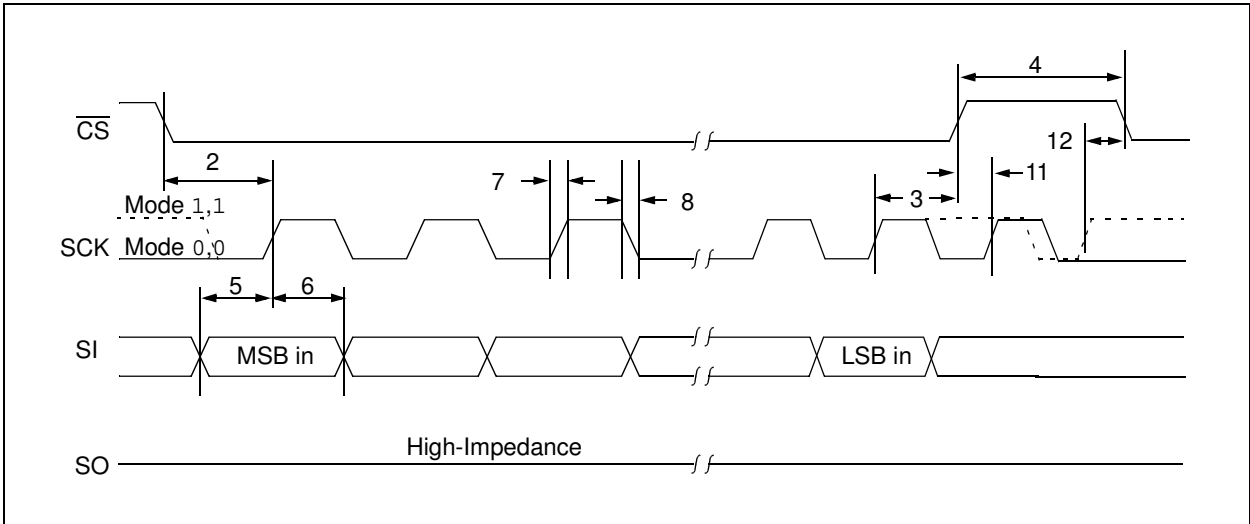 4
CS
12
2
11
7
8
3
Mode 1,1
SCK Mode 0,0
5
6
SI
MSB in
LSB in
High-Impedance
SO